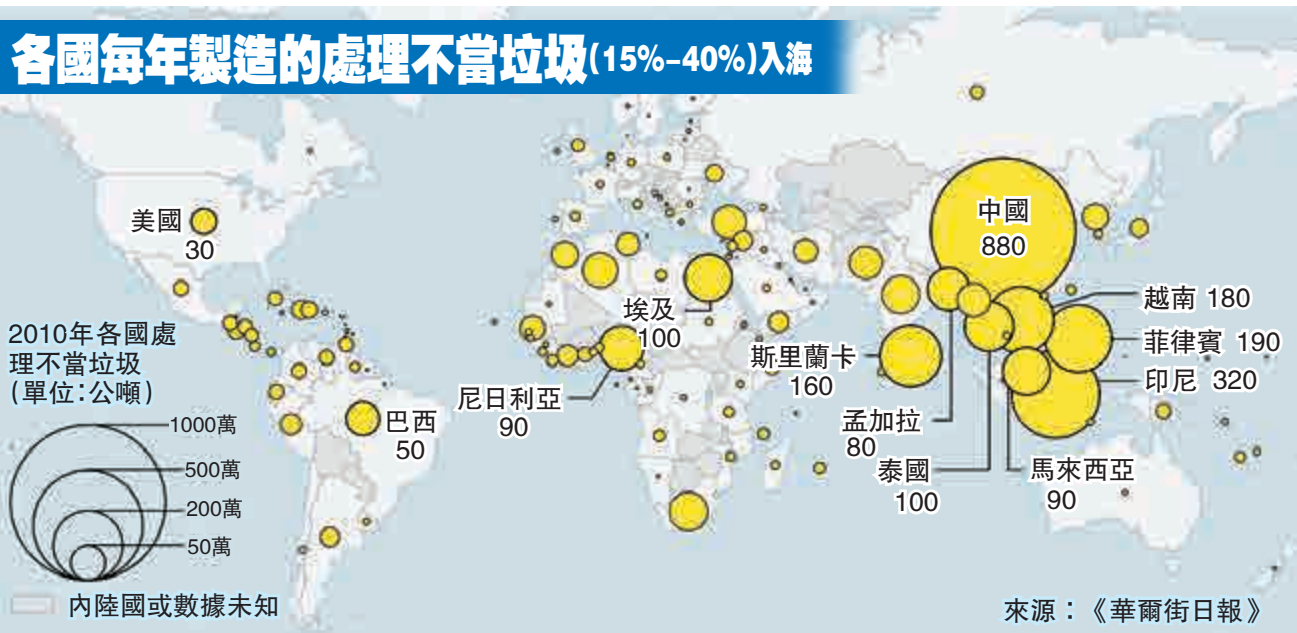 各國每年製造的處理不當垃圾(15%–40%)入海
美國
30
中國
880
埃及
100
越南 180
菲律賓 190
印尼 320
斯里蘭卡
160
尼日利亞
90
巴西
50
孟加拉
80
泰國
100
馬來西亞
90
2010年各國處
理不當垃圾
(單位:公噸)
1000萬
500萬
200萬
50萬
內陸國或數據未知
來源:《華爾街日報》